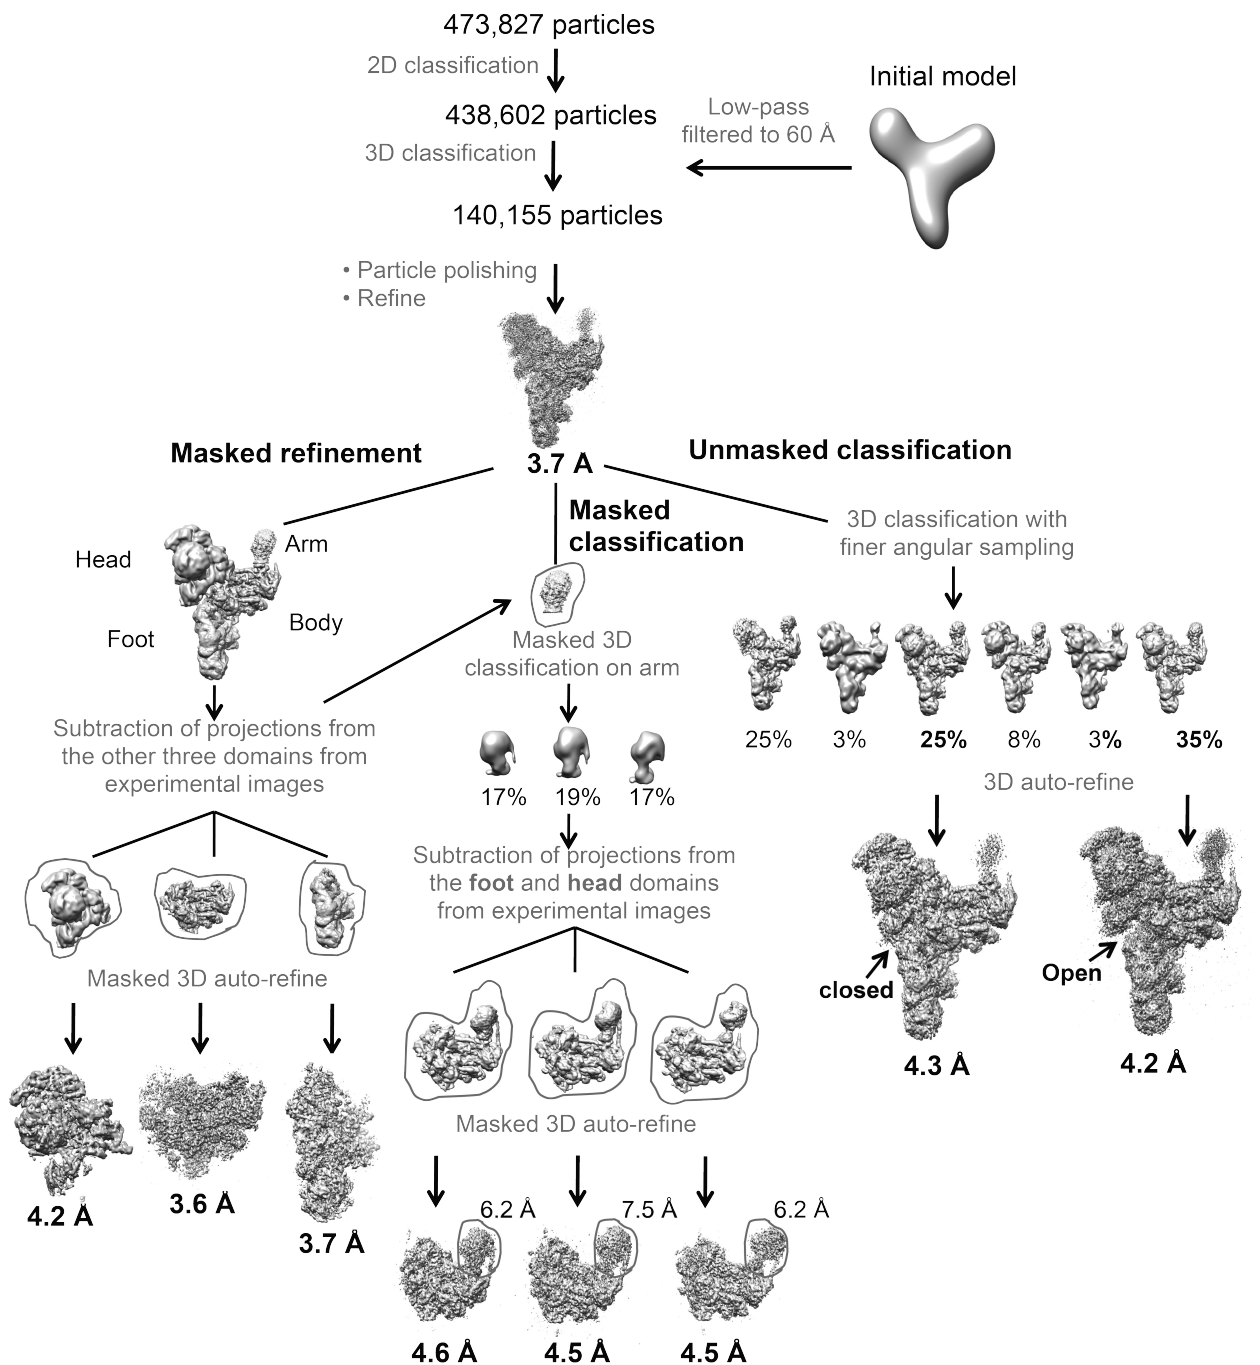 473,827 particles
2D classification
438,602 particles
Low-pass
filtered to 60 Å
Initial model
3D classification
140,155 particles
• Particle polishing
• Refine
3.7 Å
Masked refinement
Head
Arm
Foot
Body
Subtraction of projections from
the other three domains from
experimental images
Masked 3D auto-refine
4.2 Å
3.6 Å
3.7 Å
Masked
classification
Masked 3D
classification on arm
17%
19%
17%
Subtraction of projections from
the foot and head domains
from experimental images
Masked 3D auto-refine
6.2 Å
7.5 Å
6.2 Å
4.6 Å
4.5 Å
4.5 Å
Unmasked classification
3D classification with
finer angular sampling
25%
3%
25%
8%
3%
35%
3D auto-refine
closed
Open
4.3 Å
4.2 Å